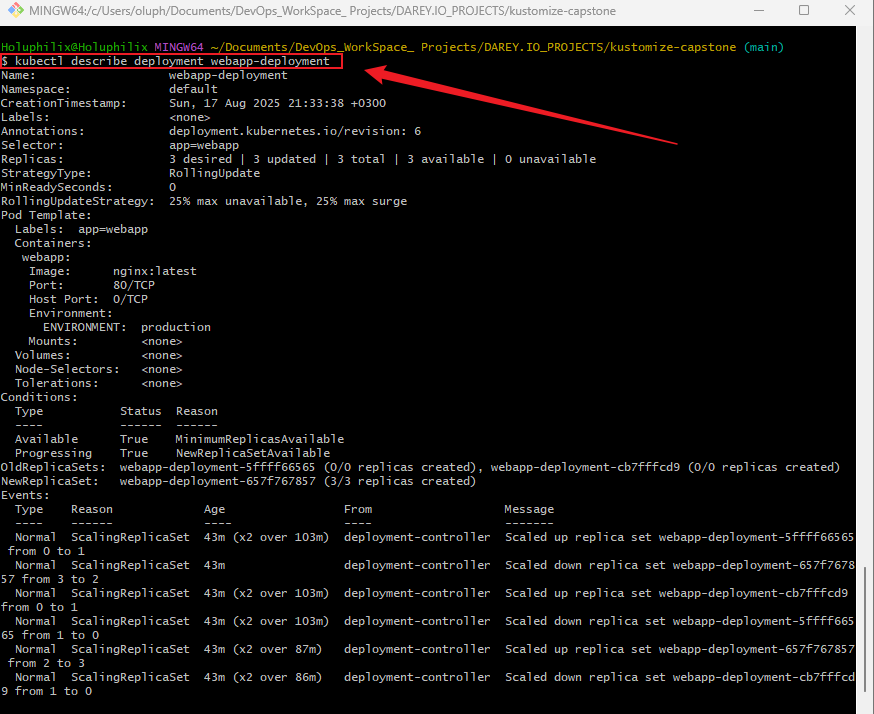 MINGW64:/c/Users/oluph/Documents/DevOps_WorkSpace_ Projects/DAREY.IO_PROJECTS/kustomize-capstone
Holuphilix@Holuphilix MINGW64 ~/Documents/DevOps_WorkSpace_ Projects/DAREY.IO_PROJECTS/kustomize-capstone (main)
$ kubectl describe deployment webapp-deployment
Name:                   webapp-deployment
Namespace:              default
CreationTimestamp:      Sun, 17 Aug 2025 21:33:38 +0300
Labels:                 <none>
Annotations:            deployment.kubernetes.io/revision: 6
Selector:               app=webapp
Replicas:               3 desired | 3 updated | 3 total | 3 available | 0 unavailable
StrategyType:           RollingUpdate
MinReadySeconds:        0
RollingUpdateStrategy:  25% max unavailable, 25% max surge
Pod Template:
  Labels:  app=webapp
  Containers:
   webapp:
    Image:      nginx:latest
    Port:       80/TCP
    Host Port:  0/TCP
    Environment:
      ENVIRONMENT:  production
    Mounts:         <none>
  Volumes:          <none>
  Node-Selectors:   <none>
  Tolerations:      <none>
Conditions:
  Type           Status  Reason
  ----           ------  ------
  Available      True    MinimumReplicasAvailable
  Progressing    True    NewReplicaSetAvailable
OldReplicaSets:  webapp-deployment-5ffff66565 (0/0 replicas created), webapp-deployment-cb7fffcd9 (0/0 replicas created)
NewReplicaSet:   webapp-deployment-657f767857 (3/3 replicas created)
Events:
  Type    Reason             Age                  From                   Message
  ----    ------             ----                 ----                   -------
  Normal  ScalingReplicaSet  43m (x2 over 103m)  deployment-controller  Scaled up replica set webapp-deployment-5ffff66565
 from 0 to 1
  Normal  ScalingReplicaSet  43m                 deployment-controller  Scaled down replica set webapp-deployment-657f7678
57 from 3 to 2
  Normal  ScalingReplicaSet  43m (x2 over 103m)  deployment-controller  Scaled up replica set webapp-deployment-cb7fffcd9
from 0 to 1
  Normal  ScalingReplicaSet  43m (x2 over 103m)  deployment-controller  Scaled down replica set webapp-deployment-5ffff665
65 from 1 to 0
  Normal  ScalingReplicaSet  43m (x2 over 87m)   deployment-controller  Scaled up replica set webapp-deployment-657f767857
 from 2 to 3
  Normal  ScalingReplicaSet  43m (x2 over 86m)   deployment-controller  Scaled down replica set webapp-deployment-cb7fffcd
9 from 1 to 0